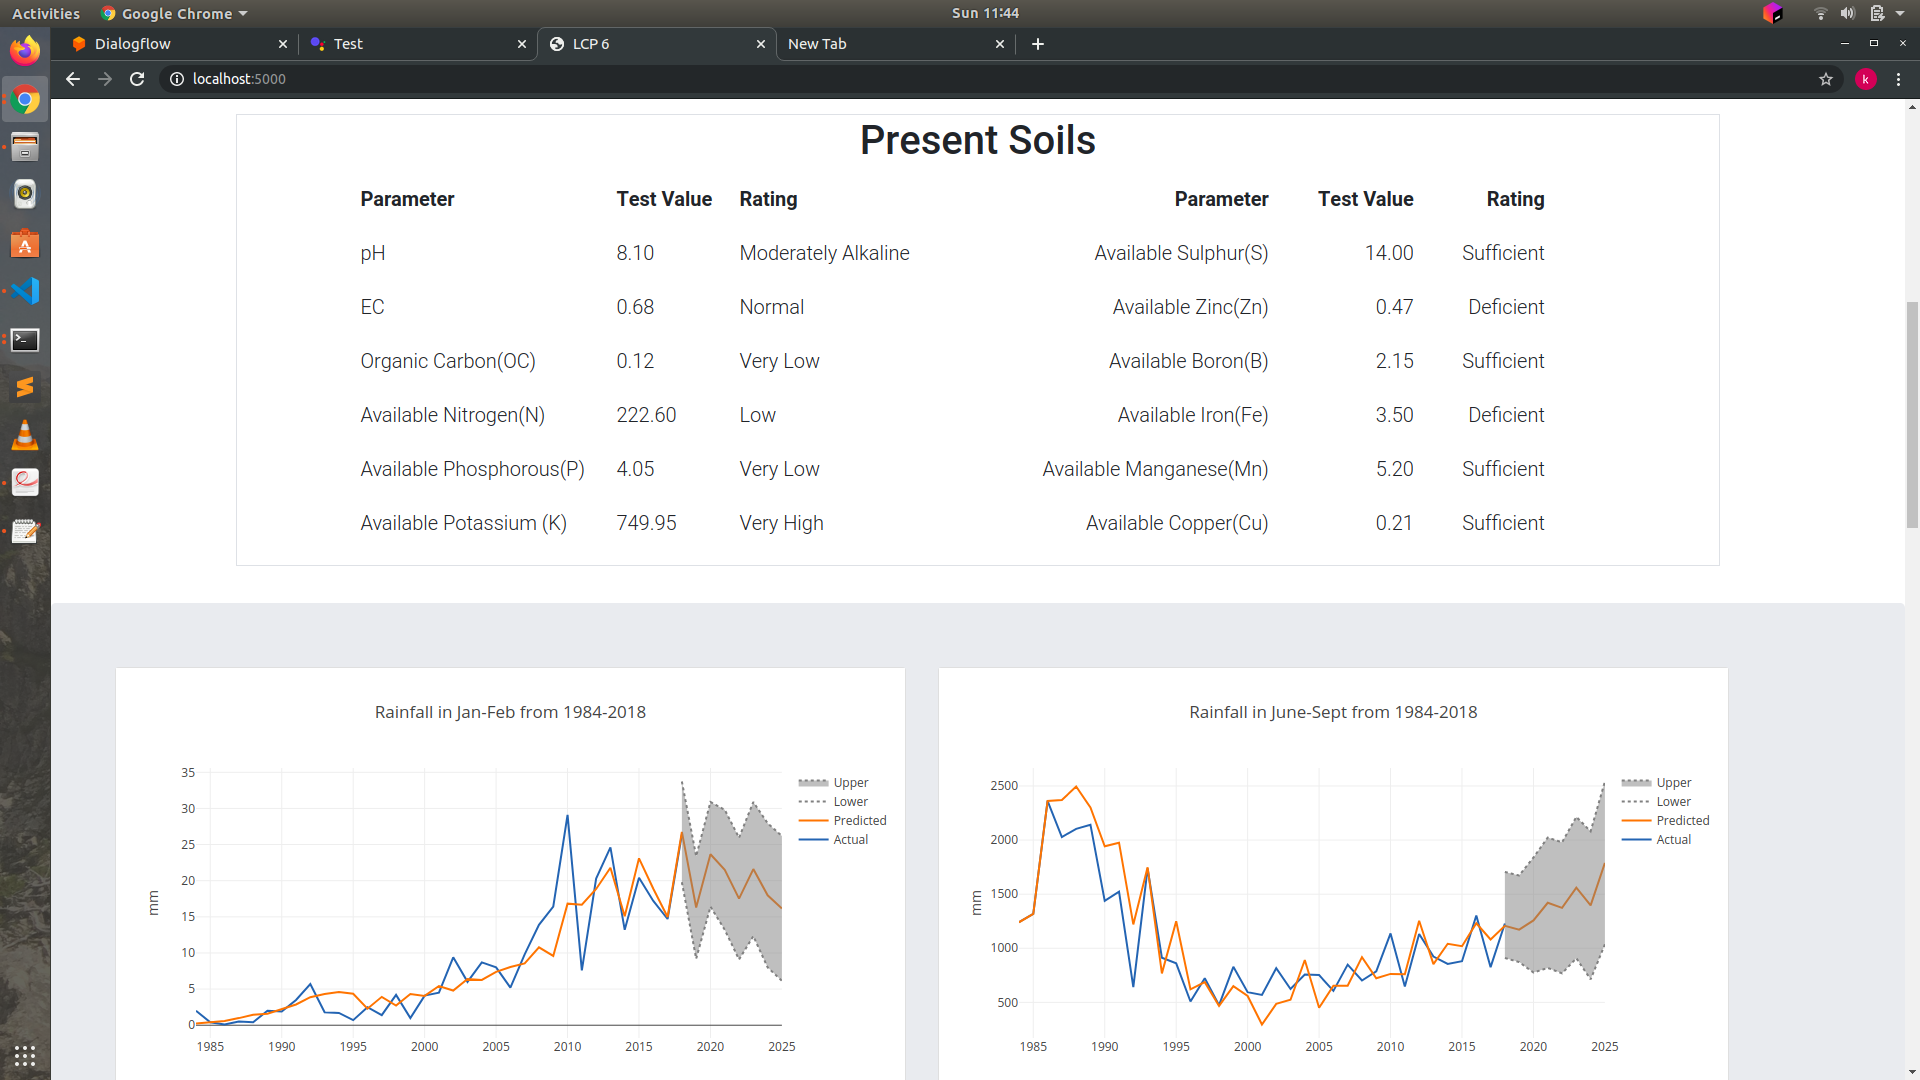 Activities Google Chrome Sun 11:44
Dialogflow Test LCP 6 New Tab
localhost:5000 k
Present Soils
Parameter Test Value Rating Parameter Test Value Rating
pH 8.10 Moderately Alkaline Available Sulphur(S) 14.00 Sufficient
EC 0.68 Normal Available Zinc(Zn) 0.47 Deficient
Organic Carbon(OC) 0.12 Very Low Available Boron(B) 2.15 Sufficient
Available Nitrogen(N) 222.60 Low Available Iron(Fe) 3.50 Deficient
Available Phosphorous(P) 4.05 Very Low Available Manganese(Mn) 5.20 Sufficient
Available Potassium (K) 749.95 Very High Available Copper(Cu) 0.21 Sufficient
Rainfall in Jan-Feb from 1984-2018
35
30
25
20
15
10
5
0
mm
1985 1990 1995 2000 2005 2010 2015 2020 2025
Upper
Lower
Predicted
Actual
Rainfall in June-Sept from 1984-2018
2500
2000
1500
1000
500
mm
1985 1990 1995 2000 2005 2010 2015 2020 2025
Upper
Lower
Predicted
Actual